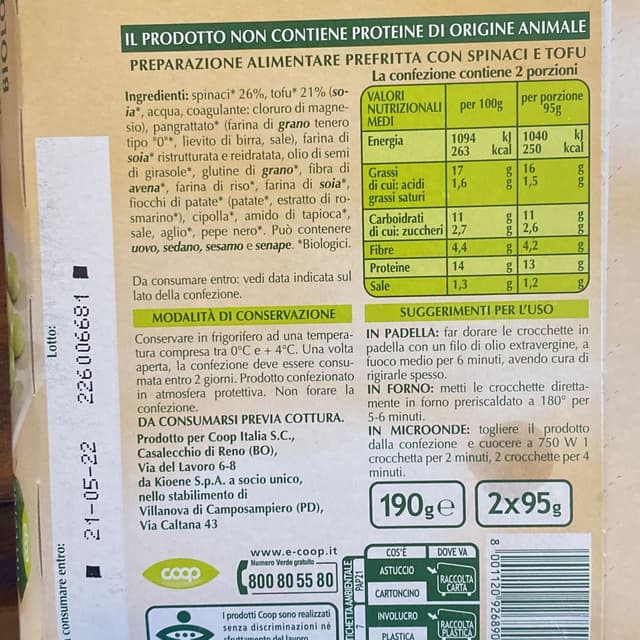 BIOLO
IL PRODOTTO NON CONTIENE PROTEINE DI ORIGINE ANIMALE
PREPARAZIONE ALIMENTARE PREFRITTA CON SPINACI E TOFU
Ingredienti: spinaci* 26%, tofu* 21% (so-
ia*, acqua, coagulante: cloruro di magne-
sio), pangrattato* (farina di grano tenero
tipo "0"*, lievito di birra, sale), farina di
soia* ristrutturata e reidratata, olio di semi
di girasole*, glutine di grano*, fibra di
avena*, farina di riso*, farina di soia*,
fiocchi di patate* (patate*, estratto di ro-
smarino*), cipolla*, amido di tapioca*,
sale, aglio*, pepe nero*. Può contenere
uovo, sedano, sesamo e senape. *Biologici.
Da consumare entro: vedi data indicata sul
lato della confezione.
La confezione contiene 2 porzioni
VALORI NUTRIZIONALI MEDI per 100g per porzione 95g
Energia 1094 kJ 1040 kJ
263 kcal 250 kcal
Grassi 17 g 16 g
di cui: acidi grassi saturi 1,6 g 1,5 g
Carboidrati 11 g 11 g
di cui: zuccheri 2,7 g 2,6 g
Fibre 4,4 g 4,2 g
Proteine 14 g 13 g
Sale 1,3 g 1,2 g
MODALITÀ DI CONSERVAZIONE
Conservare in frigorifero ad una tempera-
tura compresa tra 0°C e + 4°C. Una volta
aperta, la confezione deve essere consu-
mata entro 2 giorni. Prodotto confezionato
in atmosfera protettiva. Non forare la
confezione.
DA CONSUMARSI PREVIA COTTURA.
Prodotto per Coop Italia S.C.,
Casalecchio di Reno (BO),
Via del Lavoro 6-8
da Kioene S.p.A. a socio unico,
nello stabilimento di
Villanova di Camposampiero (PD),
Via Caltana 43
SUGGERIMENTI PER L'USO
IN PADELLA: far dorare le crocchette in
padella con un filo di olio extravergine, a
fuoco medio per 6 minuti, avendo cura di
rigirarle spesso.
IN FORNO: metti le crocchette diretta-
mente in forno preriscaldato a 180° per
5-6 minuti.
IN MICROONDE: togliere il prodotto
dalla confezione e cuocere a 750 W 1
crocchetta per 2 minuti, 2 crocchette per 4
minuti.
190g e
2x95g
Lotto:
226006681
consumare entro:
21-05-22
coop
www.e-coop.it
Numero Verde gratuito
800 80 55 80
I prodotti Coop sono realizzati
senza discriminazioni né
sfruttamento del lavoro
ETICHETTA AMBIENTALE
COS'È DOVE VA
PAP21
ASTUCCIO
CARTONCINO
RACCOLTA CARTA
7
INVOLUCRO
PLASTICA
RACCOLTA PLASTICA